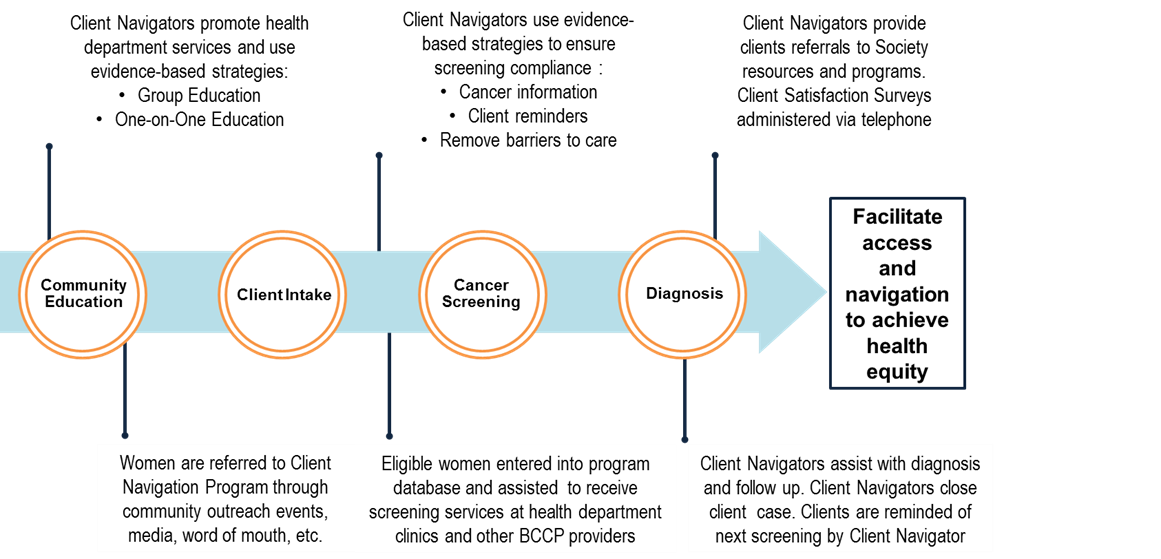 Client Navigators promote health
department services and use
evidence-based strategies:
• Group Education
• One-on-One Education
Client Navigators use evidence-
based strategies to ensure
screening compliance :
• Cancer information
• Client reminders
• Remove barriers to care
Client Navigators provide
clients referrals to Society
resources and programs.
Client Satisfaction Surveys
administered via telephone
Community
Education
Client Intake
Cancer
Screening
Diagnosis
Facilitate
access
and
navigation
to achieve
health
equity
Women are referred to Client
Navigation Program through
community outreach events,
media, word of mouth, etc.
Eligible women entered into program
database and assisted to receive
screening services at health department
clinics and other BCCP providers
Client Navigators assist with diagnosis
and follow up. Client Navigators close
client case. Clients are reminded of
next screening by Client Navigator